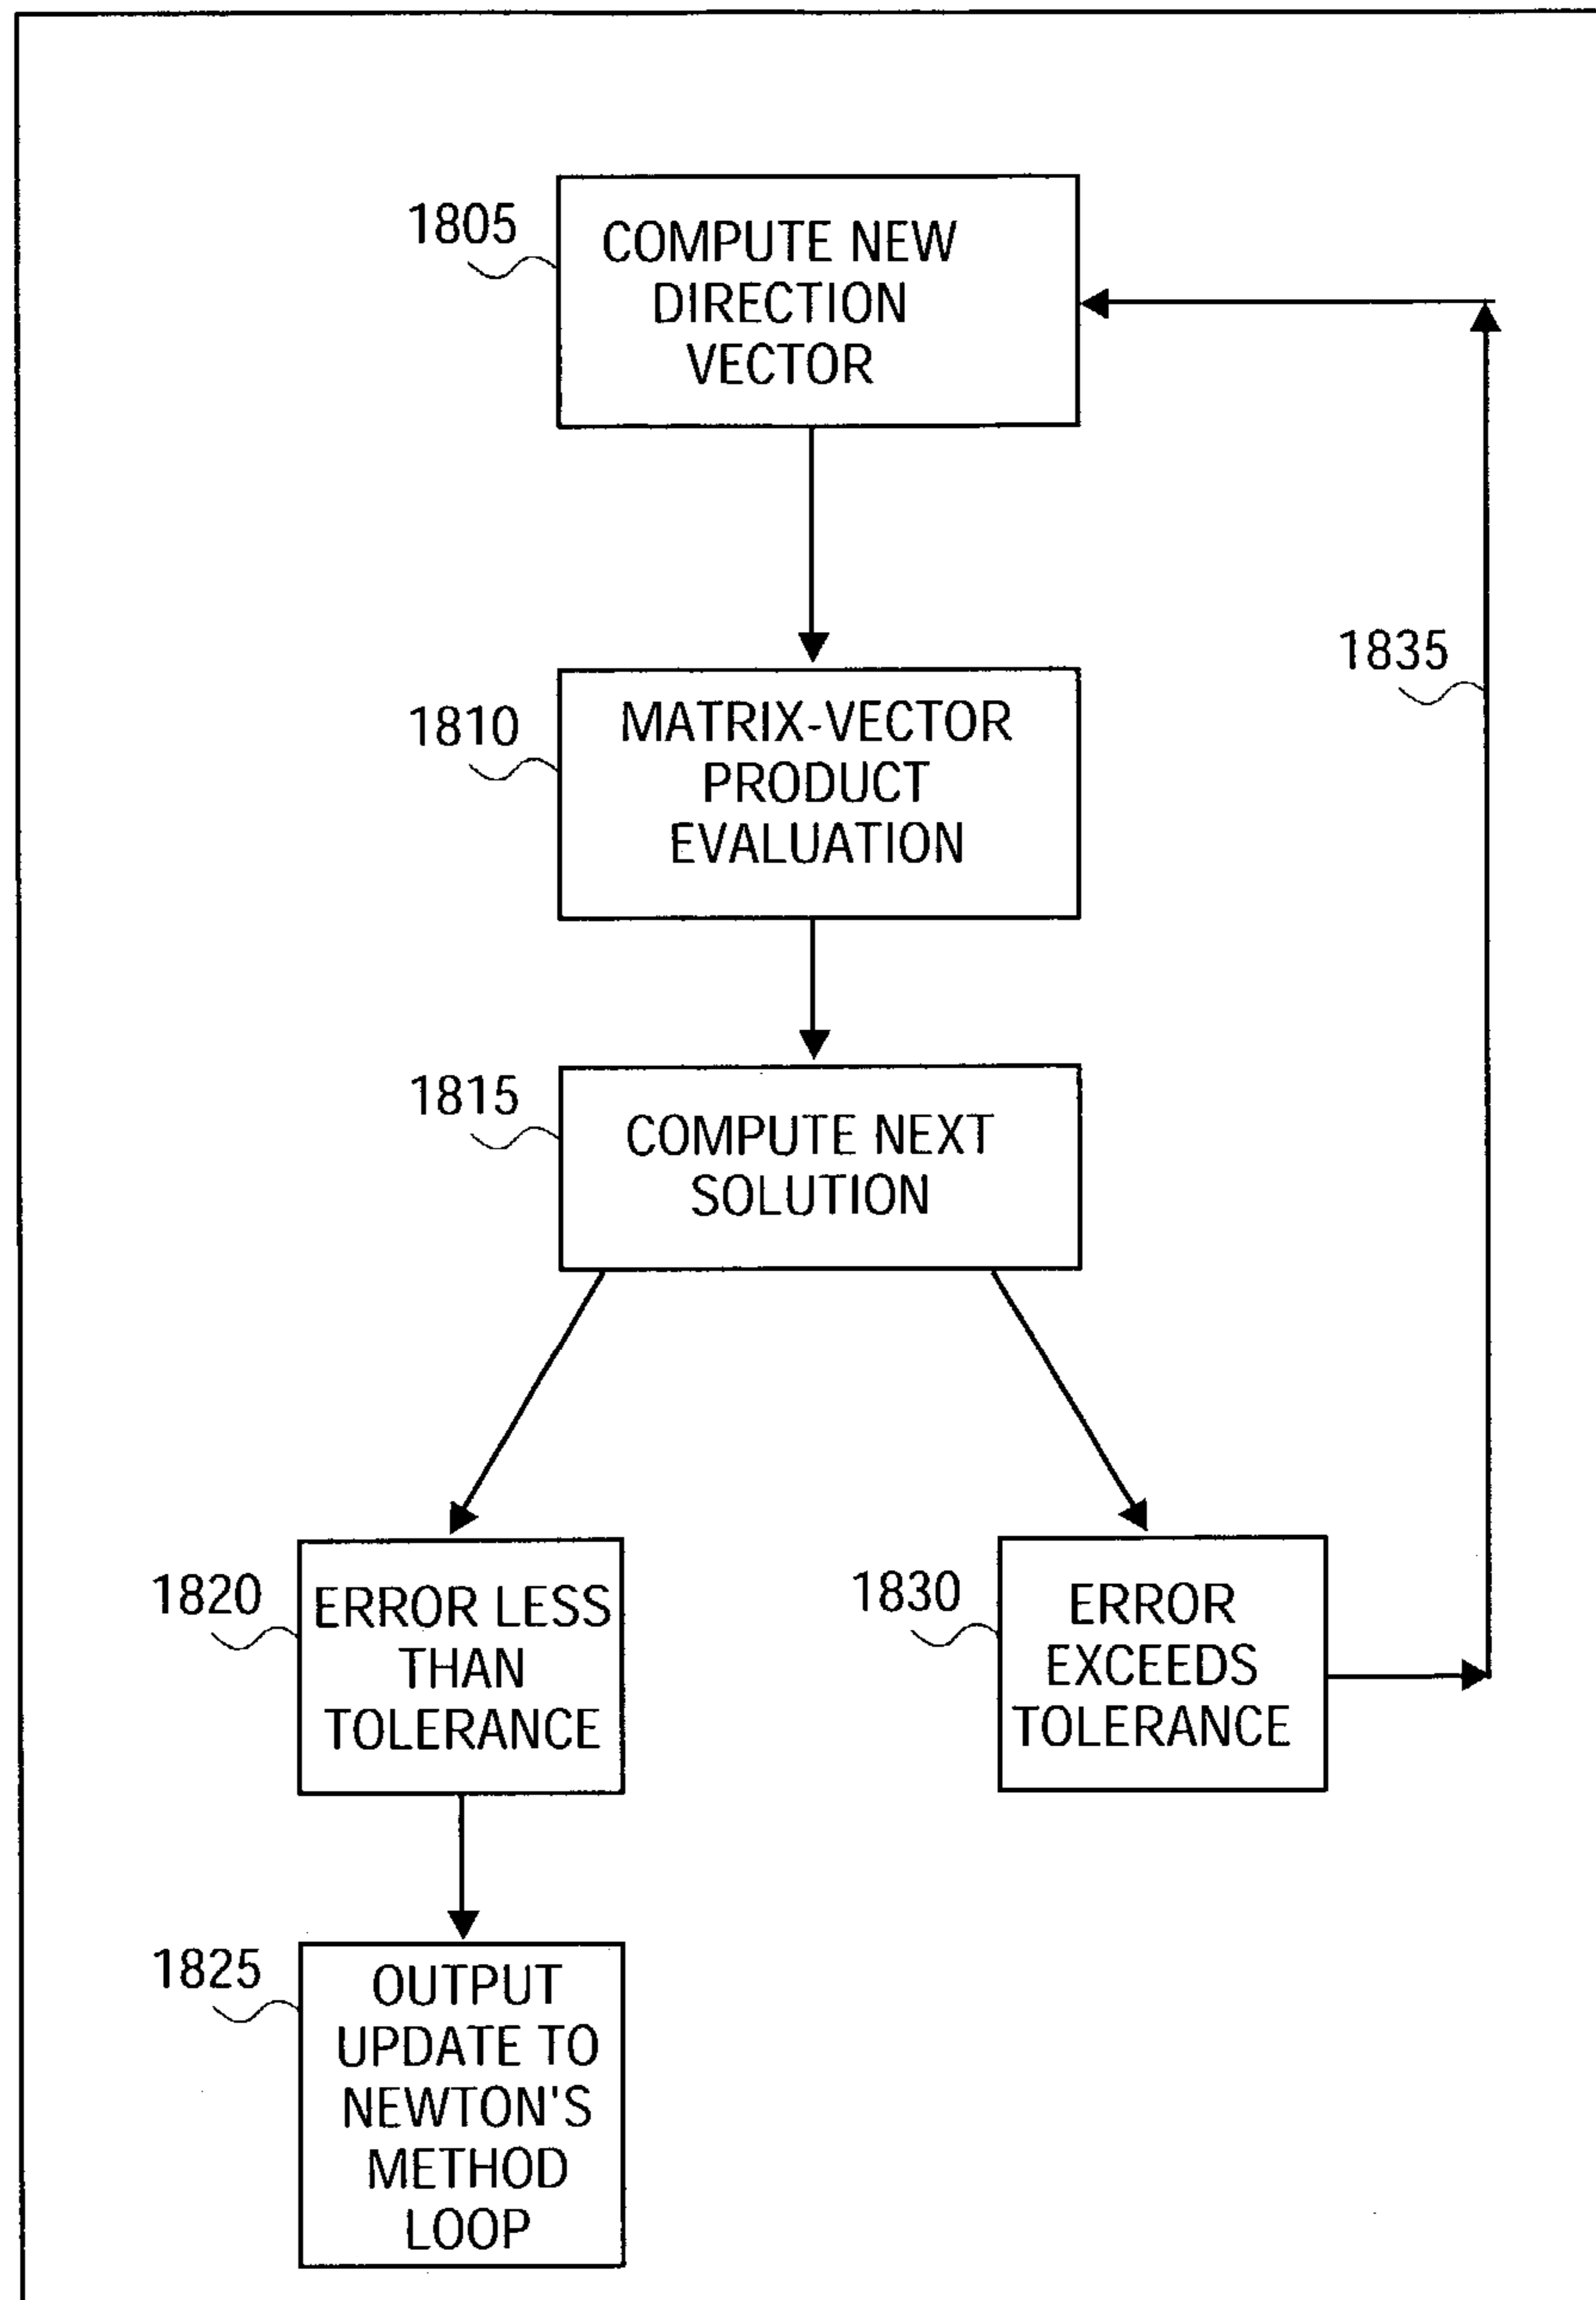 1805
COMPUTE NEW
DIRECTION
VECTOR
1835
1810
MATRIX-VECTOR
PRODUCT
EVALUATION
1815
COMPUTE NEXT
SOLUTION
1820
ERROR LESS
THAN
TOLERANCE
1830
ERROR
EXCEEDS
TOLERANCE
1825
OUTPUT
UPDATE TO
NEWTON'S
METHOD
LOOP